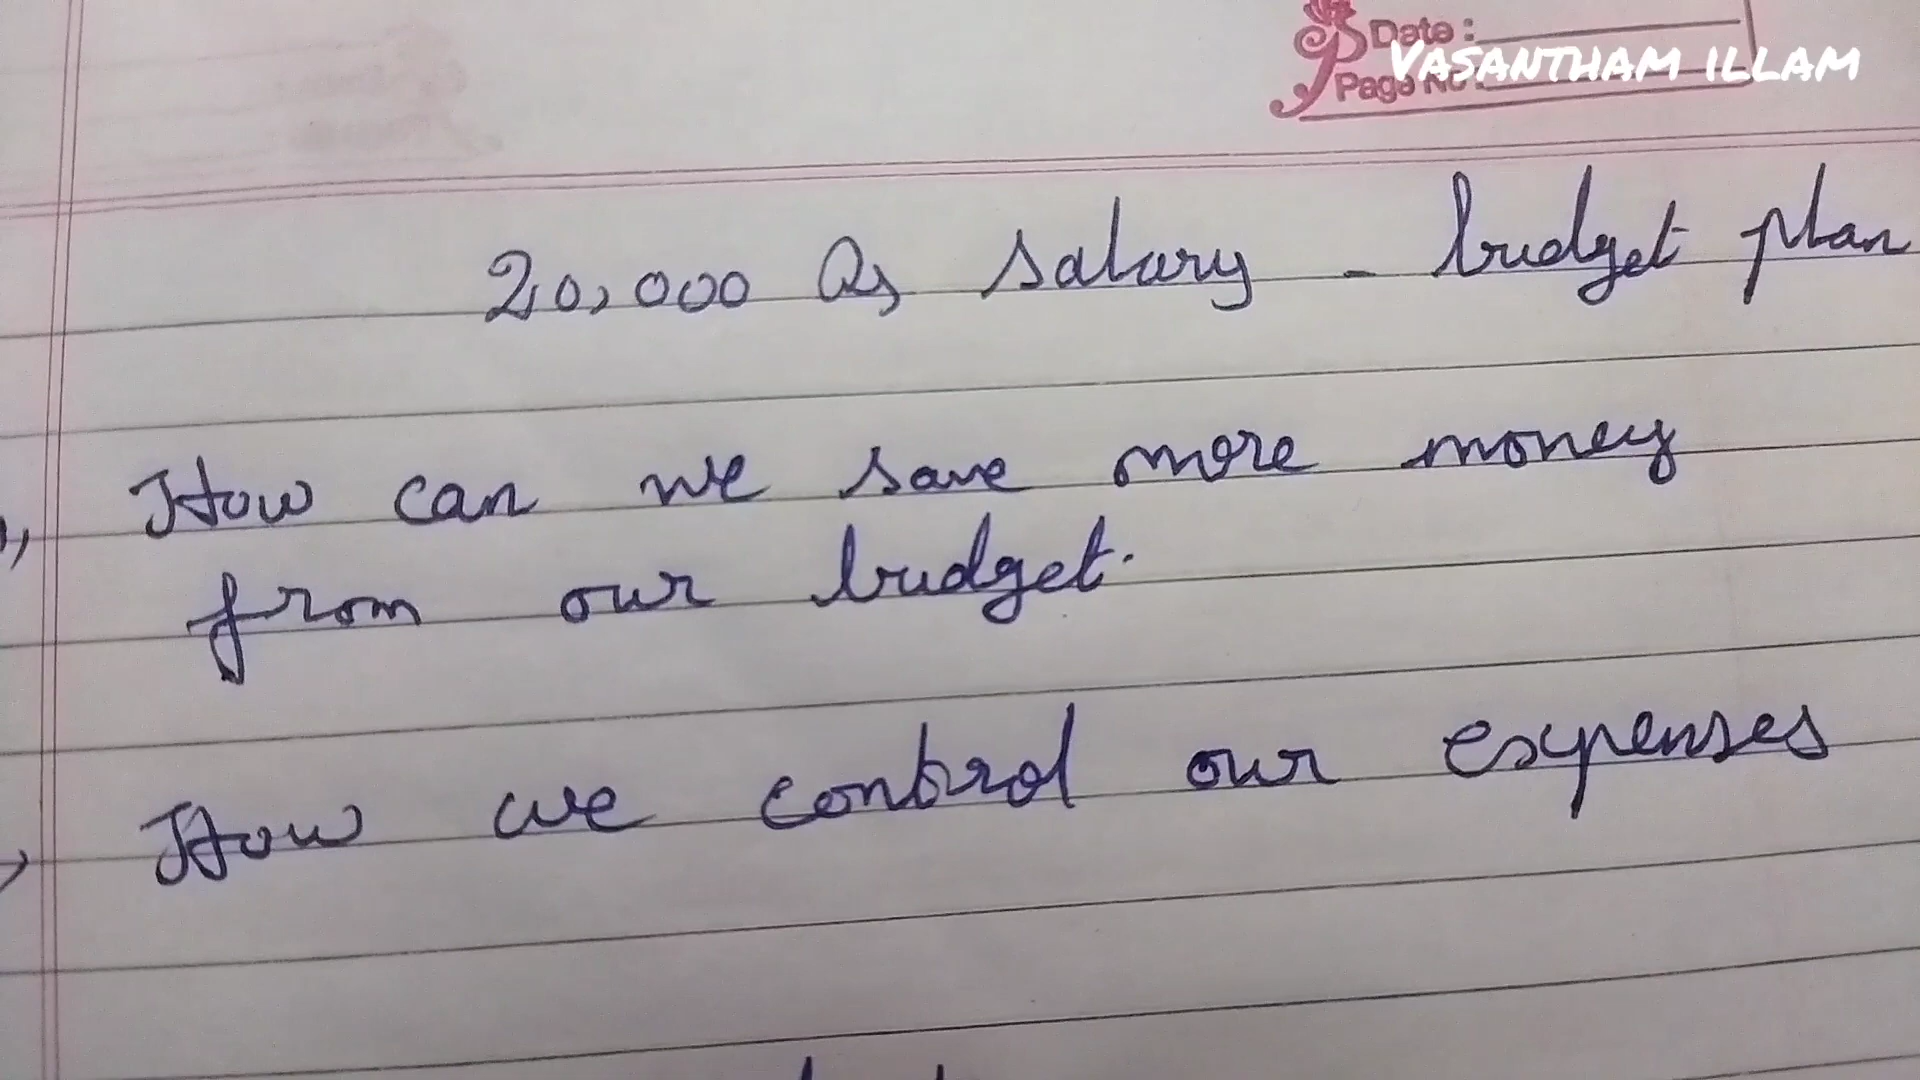 Date :
VASANTHAM ILLAM
Page No :
20,000 Rs salary - budget plan
How can we save more money
from our budget.
How we control our expenses